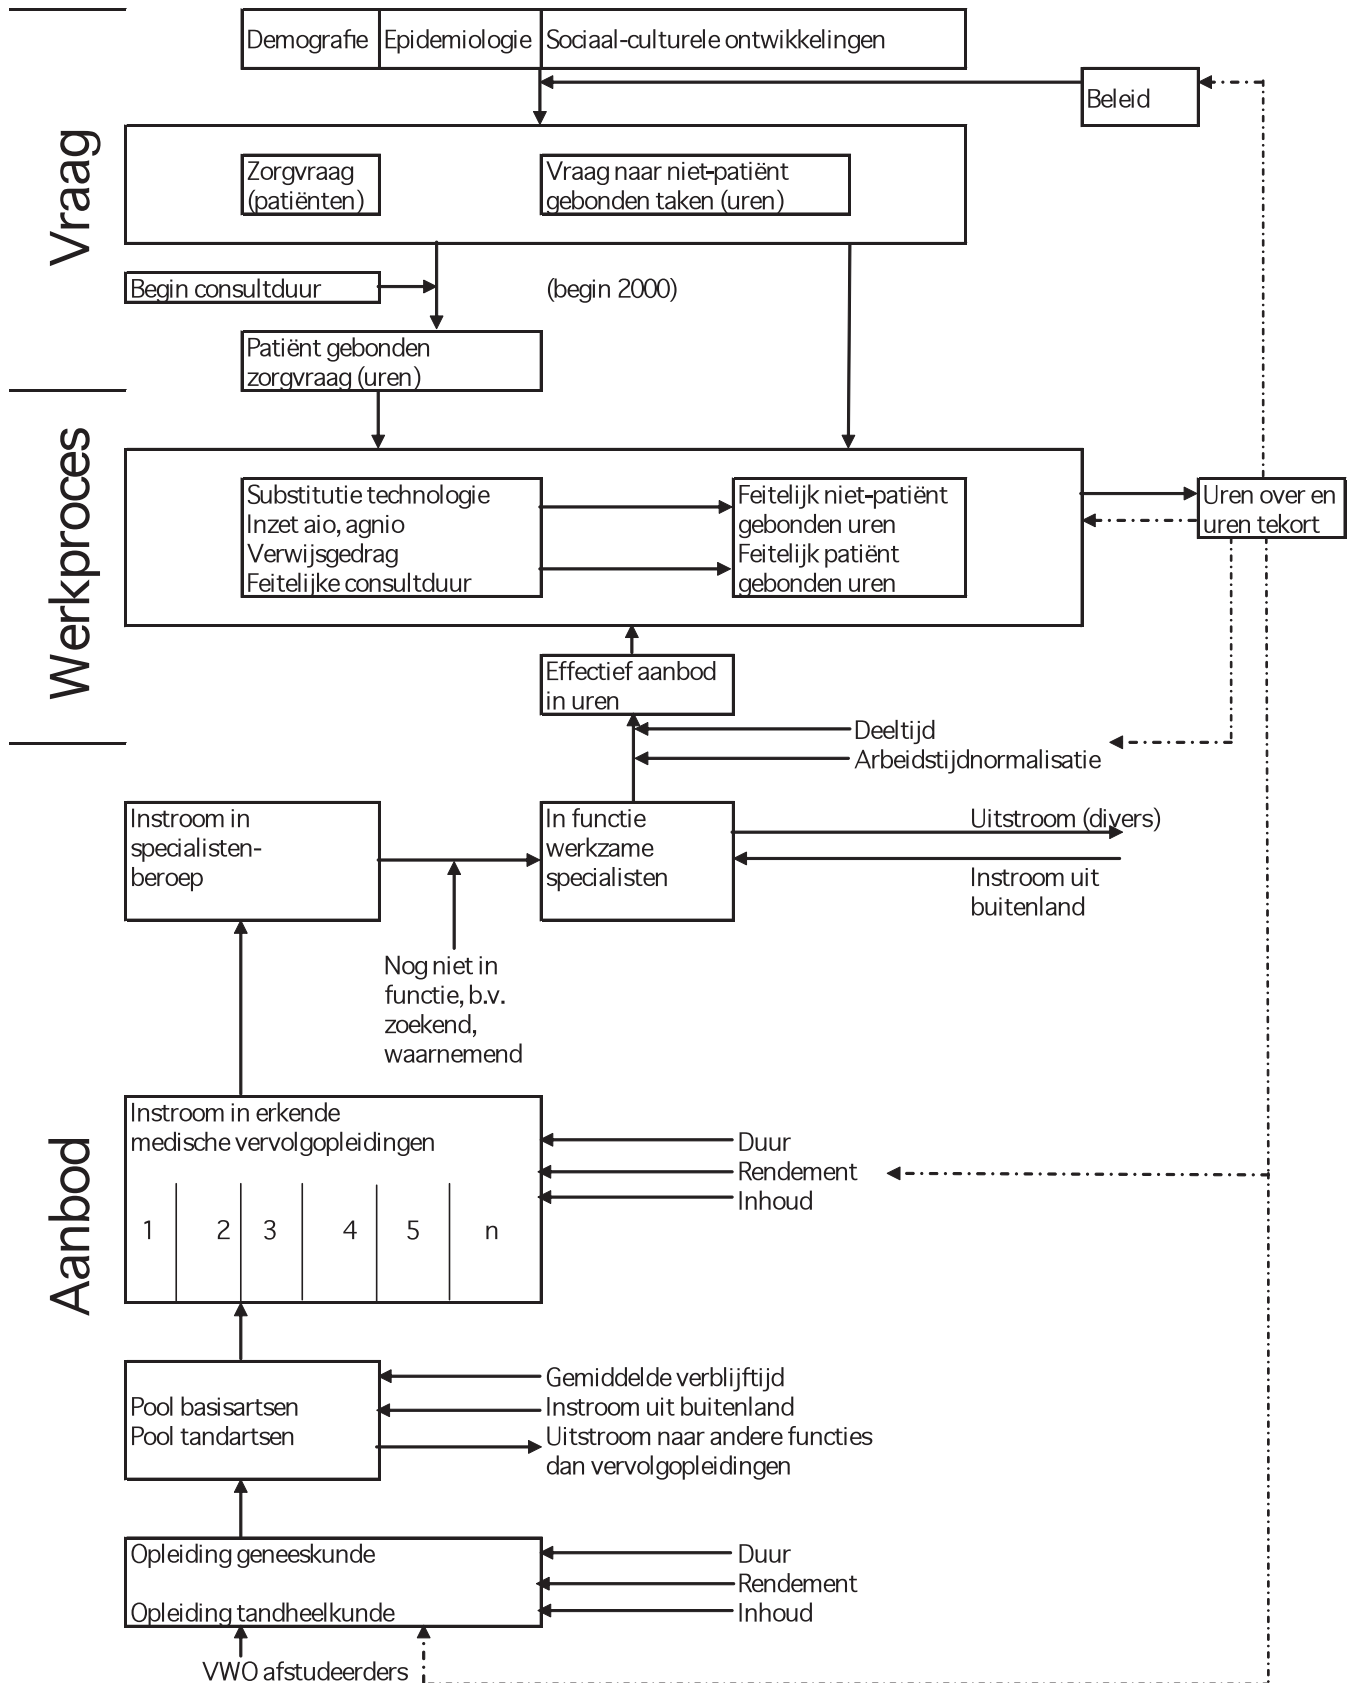 Vraag
Demografie
Epidemiologie
Sociaal-culturele ontwikkelingen
Beleid
Zorgvraag
(patiënten)
Vraag naar niet-patiënt
gebonden taken (uren)
Begin consultduur
(begin 2000)
Patiënt gebonden
zorgvraag (uren)
Werkproces
Substitutie technologie
Inzet aio, agnio
Verwijsgedrag
Feitelijke consultduur
Feitelijk niet-patiënt
gebonden uren
Feitelijk patiënt
gebonden uren
Uren over en
uren tekort
Effectief aanbod
in uren
Deeltijd
Arbeidstijdnormalisatie
Aanbod
Instroom in
specialisten-
beroep
In functie
werkzame
specialisten
Uitstroom (divers)
Instroom uit
buitenland
Nog niet in
functie, b.v.
zoekend,
waarnemend
Instroom in erkende
medische vervolgopleidingen
1 2 3 4 5 n
Duur
Rendement
Inhoud
Pool basisartsen
Pool tandartsen
Gemiddelde verblijftijd
Instroom uit buitenland
Uitstroom naar andere functies
dan vervolgopleidingen
Opleiding geneeskunde
Opleiding tandheelkunde
Duur
Rendement
Inhoud
VWO afstudeerders